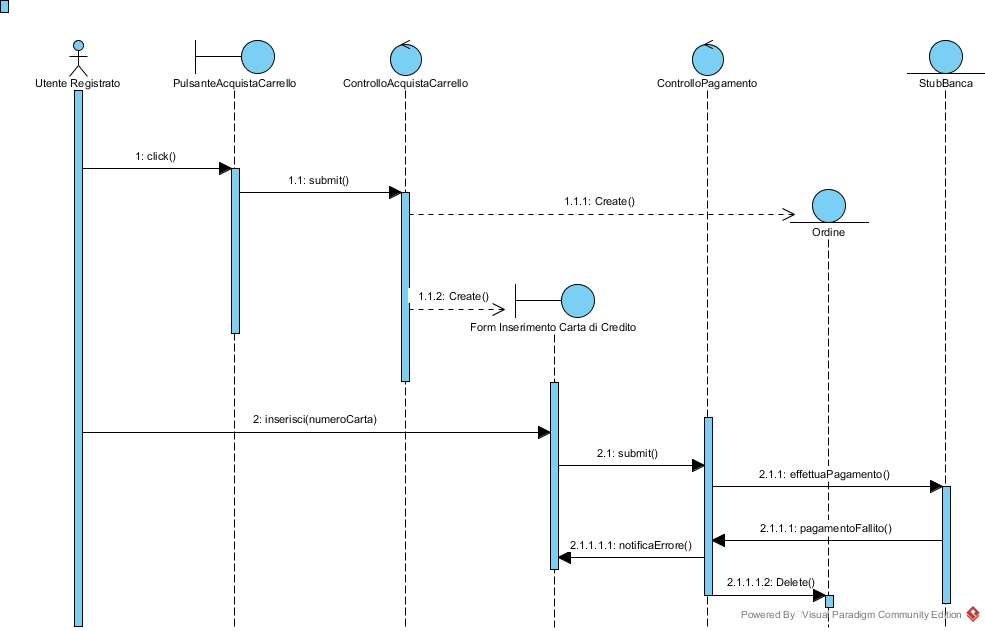 Utente Registrato
PulsanteAcquistaCarrello
ControlloAcquistaCarrello
ControlloPagamento
StubBanca
1: click()
1.1: submit()
1.1.1: Create()
Ordine
1.1.2: Create()
Form Inserimento Carta di Credito
2: inserisci(numeroCarta)
2.1: submit()
2.1.1: effettuaPagamento()
2.1.1.1: pagamentoFallito()
2.1.1.1.1: notificaErrore()
2.1.1.1.2: Delete()
Powered By Visual Paradigm Community Edition